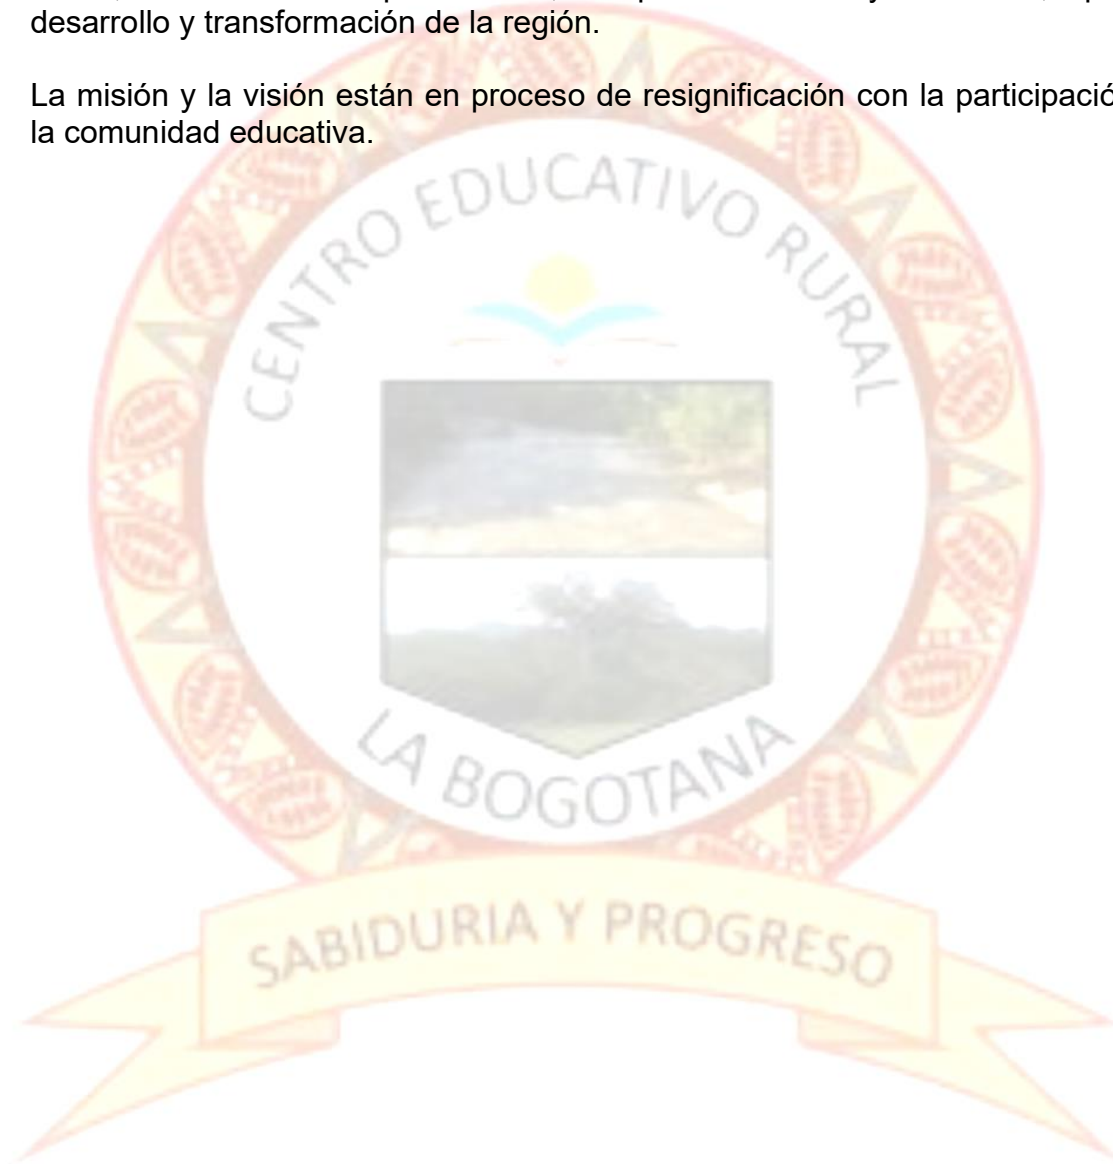 desarrollo y transformación de la región.
La misión y la visión están en proceso de resignificación con la
la comunidad educativa.
CENTRO EDUCATIVO RURAL
LA BOGOTANA
SABIDURIA Y PROGRESO